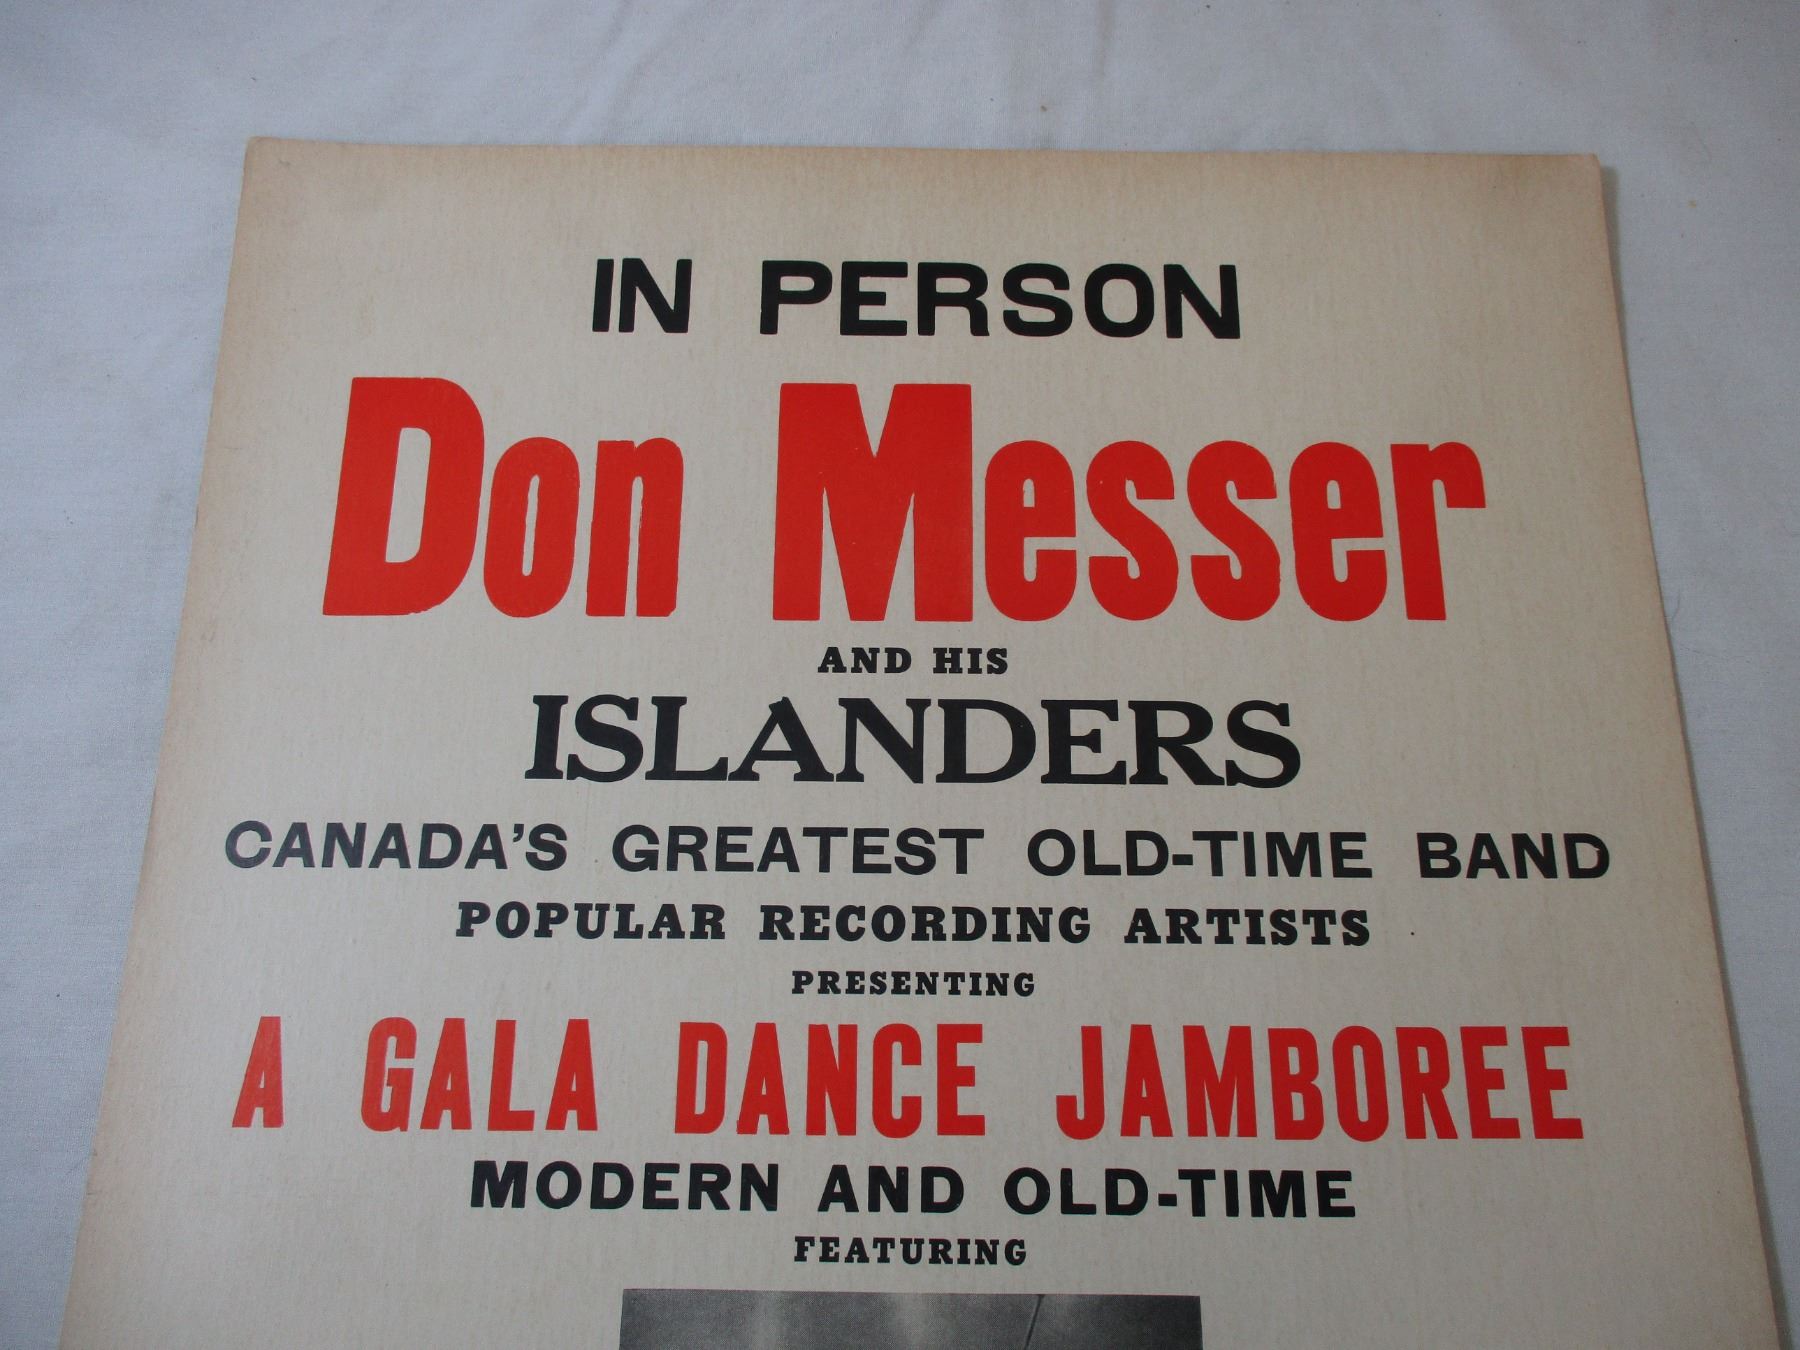 IN PERSON
Don Messer
AND HIS
ISLANDERS
CANADA'S GREATEST OLD-TIME BAND
POPULAR RECORDING ARTISTS
PRESENTING
A GALA DANCE JAMBOREE
MODERN AND OLD-TIME
FEATURING